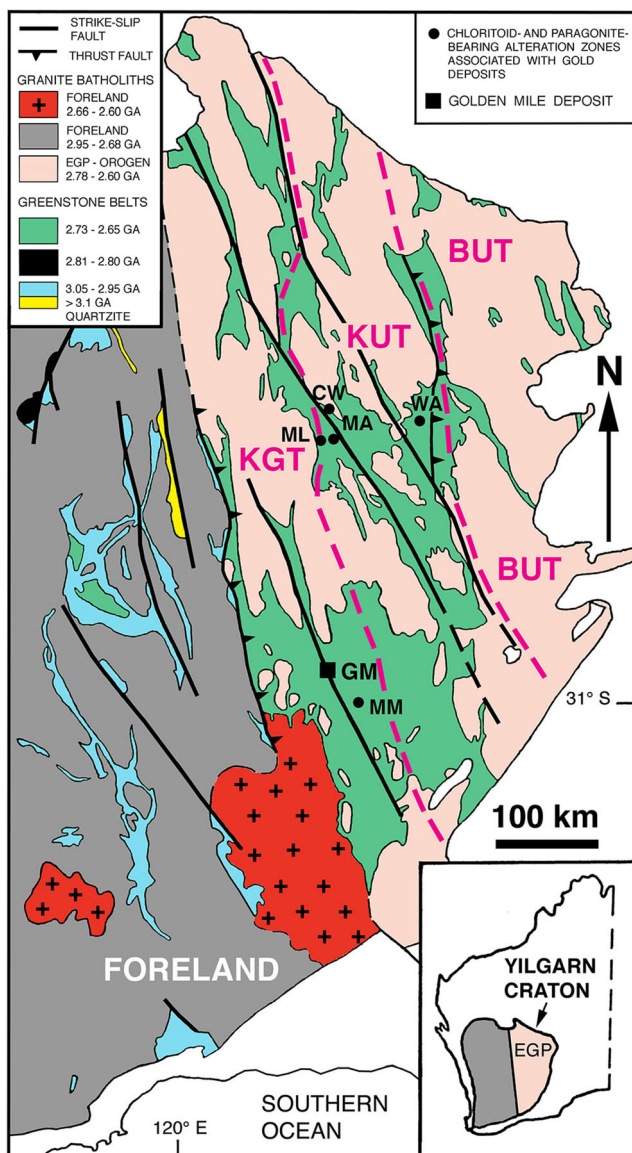 STRIKE-SLIP
FAULT
THRUST FAULT
GRANITE BATHOLITHS
FORELAND
2.66 - 2.60 GA
FORELAND
2.95 - 2.68 GA
EGP - OROGEN
2.78 - 2.60 GA
GREENSTONE BELTS
2.73 - 2.65 GA
2.81 - 2.80 GA
3.05 - 2.95 GA
> 3.1 GA
QUARTZITE
CHLORITOID- AND PARAGONITE-
BEARING ALTERATION ZONES
ASSOCIATED WITH GOLD
DEPOSITS
GOLDEN MILE DEPOSIT
BUT
KUT
N
CW
WA
MA
ML
KGT
BUT
GM
31° S
MM
100 km
FORELAND
YILGARN
CRATON
EGP
SOUTHERN
OCEAN
120° E